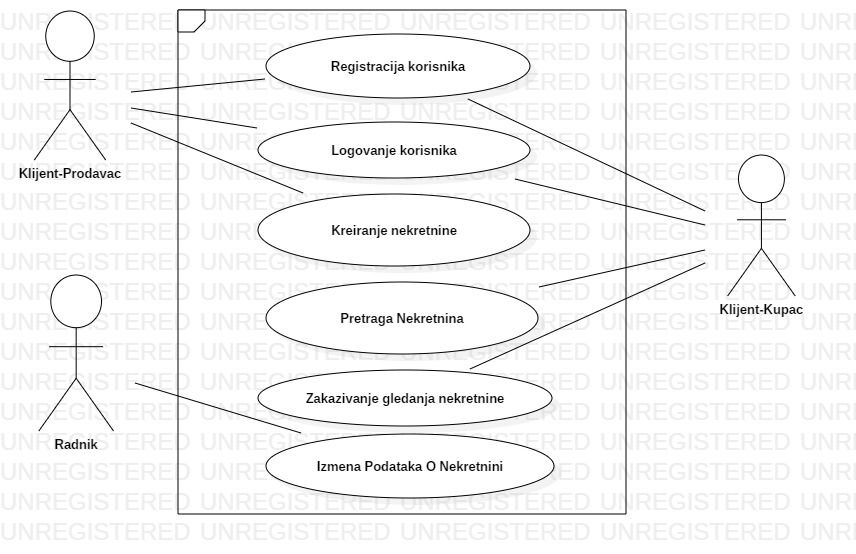 Registracija korisnika
Klijent-Prodavac
Logovanje korisnika
Kreiranje nekretnine
Klijent-Kupac
Pretraga Nekretnina
Zakazivanje gledanja nekretnine
Radnik
Izmena Podataka O Nekretnini
UNREGISTERED